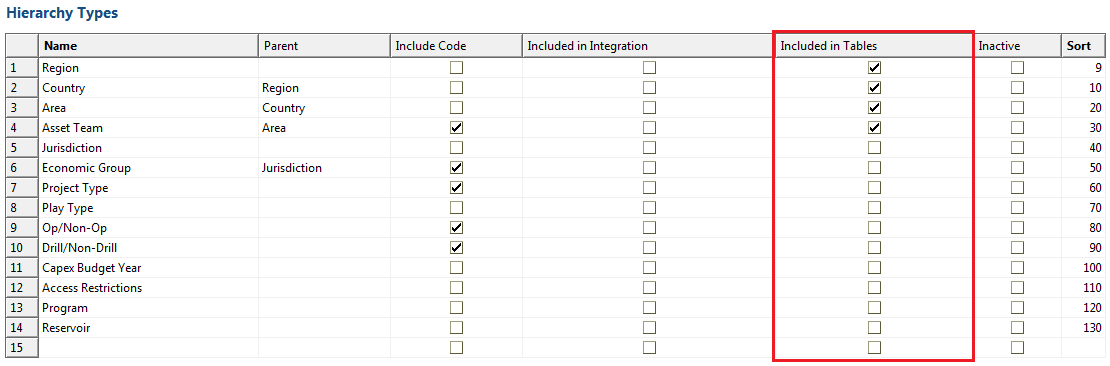 Hierarchy Types
Name Parent Include Code Included in Integration Included in Tables Inactive Sort
1 Region 9
2 Country Region 10
3 Area Country 20
4 Asset Team Area 30
5 Jurisdiction 40
6 Economic Group Jurisdiction 50
7 Project Type 60
8 Play Type 70
9 Op/Non-Op 80
10 Drill/Non-Drill 90
11 Capex Budget Year 100
12 Access Restrictions 110
13 Program 120
14 Reservoir 130
15